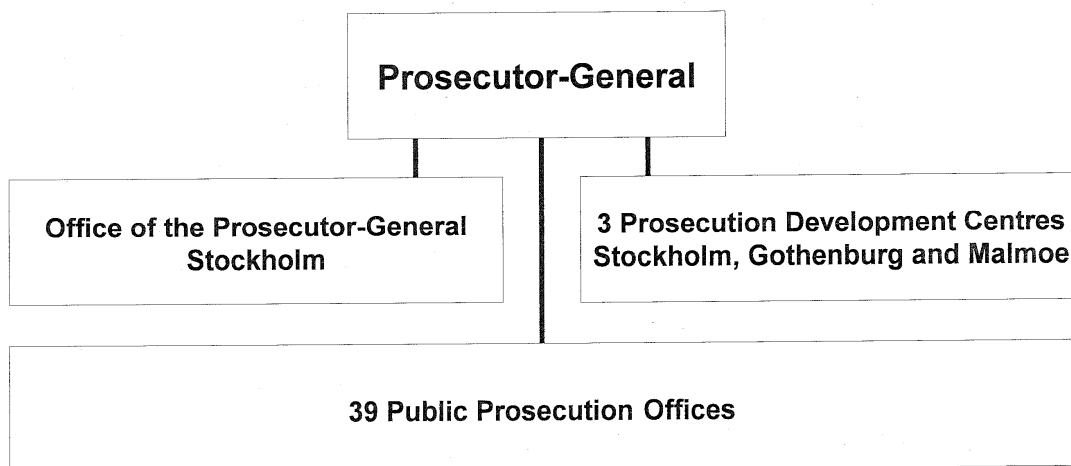 Prosecutor-General
Office of the Prosecutor-General
Stockholm
3 Prosecution Development Centres
Stockholm, Gothenburg and Malmoe
39 Public Prosecution Offices